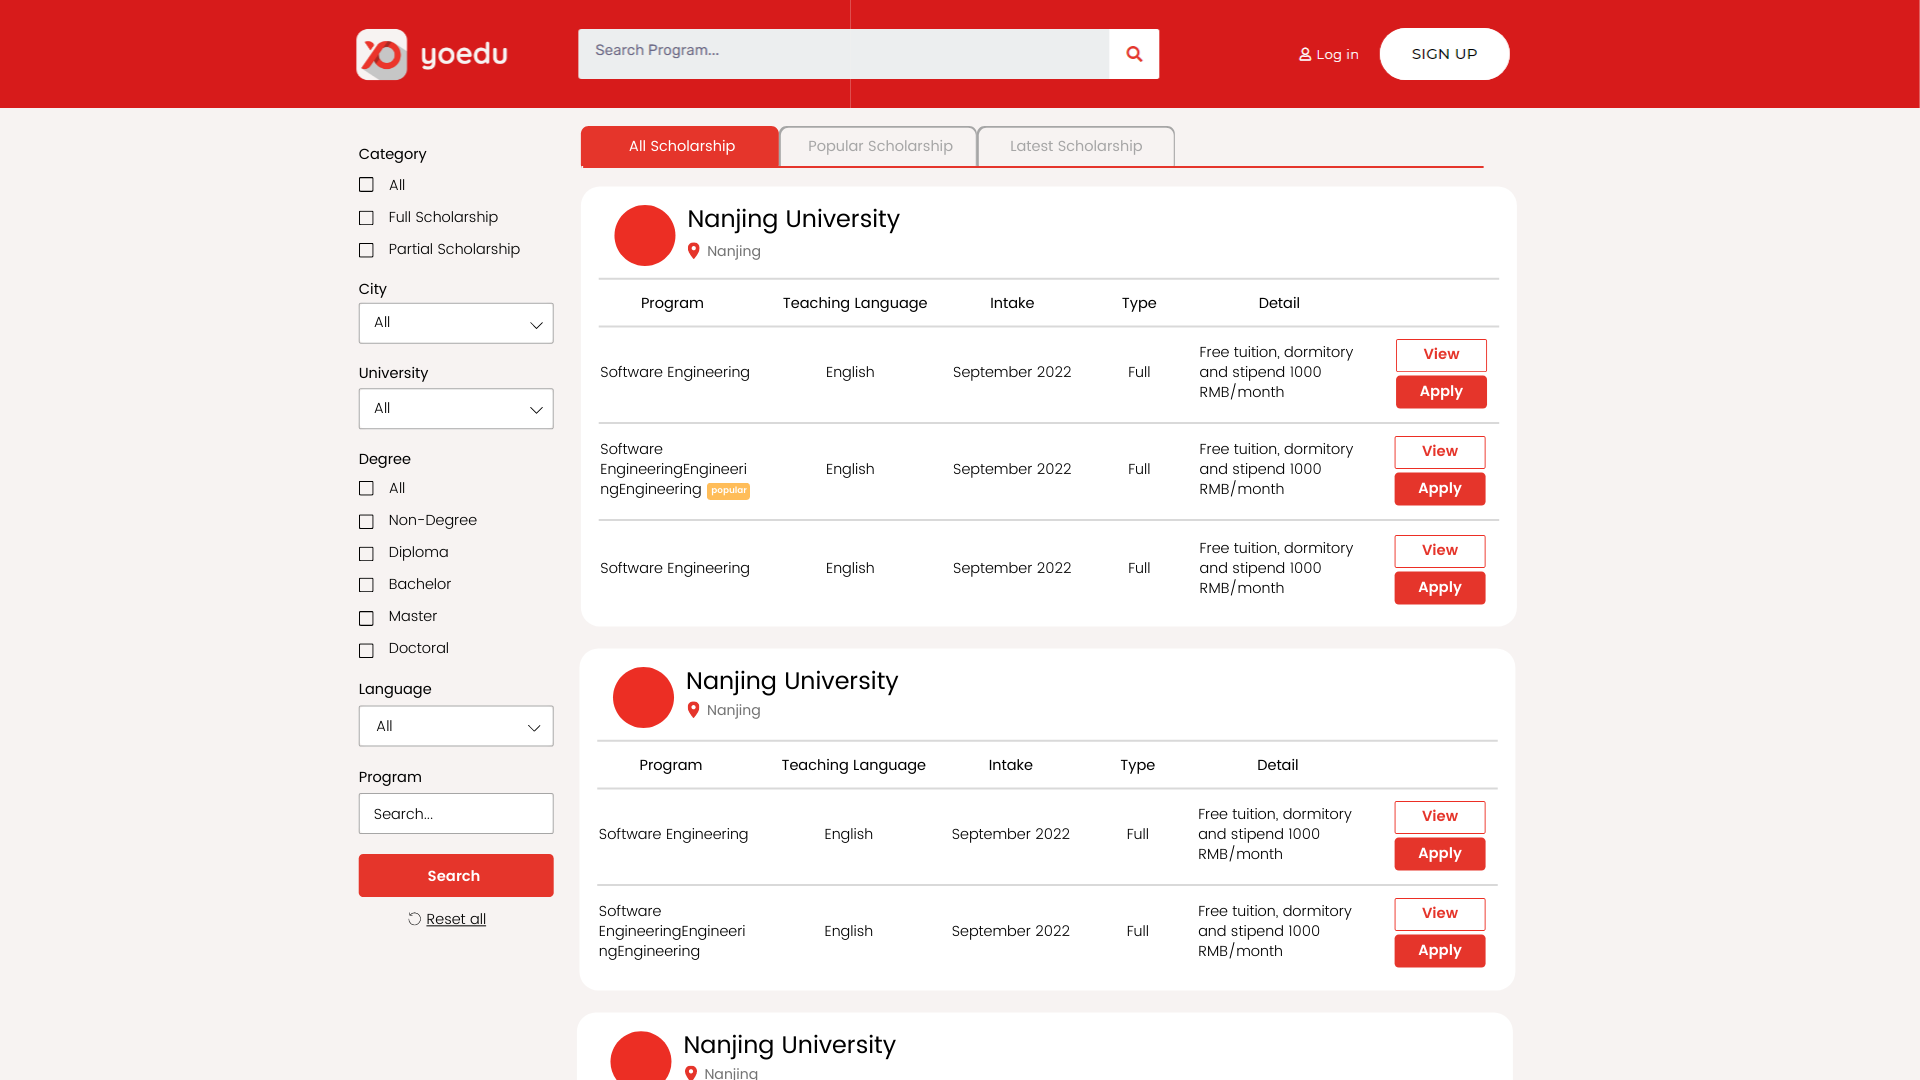 yoedu
Search Program...
Log in
SIGN UP
Category
All
Full Scholarship
Partial Scholarship
City
All
University
All
Degree
All
Non-Degree
Diploma
Bachelor
Master
Doctoral
Language
All
Program
Search...
Search
Reset all
All Scholarship
Popular Scholarship
Latest Scholarship
Nanjing University
Nanjing
Program Teaching Language Intake Type Detail
Software Engineering
English
September 2022
Full
Free tuition, dormitory
and stipend 1000
RMB/month
View
Apply
Software
EngineeringEngineeri
ngEngineering popular
English
September 2022
Full
Free tuition, dormitory
and stipend 1000
RMB/month
View
Apply
Software Engineering
English
September 2022
Full
Free tuition, dormitory
and stipend 1000
RMB/month
View
Apply
Nanjing University
Nanjing
Program Teaching Language Intake Type Detail
Software Engineering
English
September 2022
Full
Free tuition, dormitory
and stipend 1000
RMB/month
View
Apply
Software
EngineeringEngineeri
ngEngineering
English
September 2022
Full
Free tuition, dormitory
and stipend 1000
RMB/month
View
Apply
Nanjing University
Nanjing